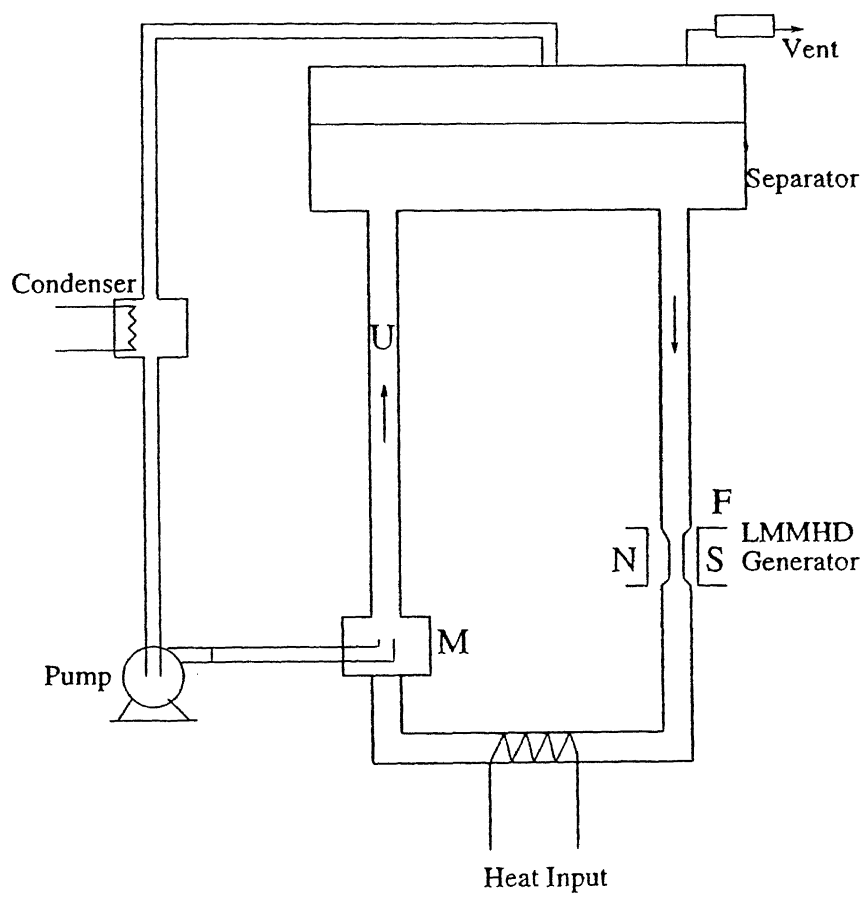 Vent
Separator
Condenser
U
F
N
S
LMMHD
Generator
M
Pump
Heat Input